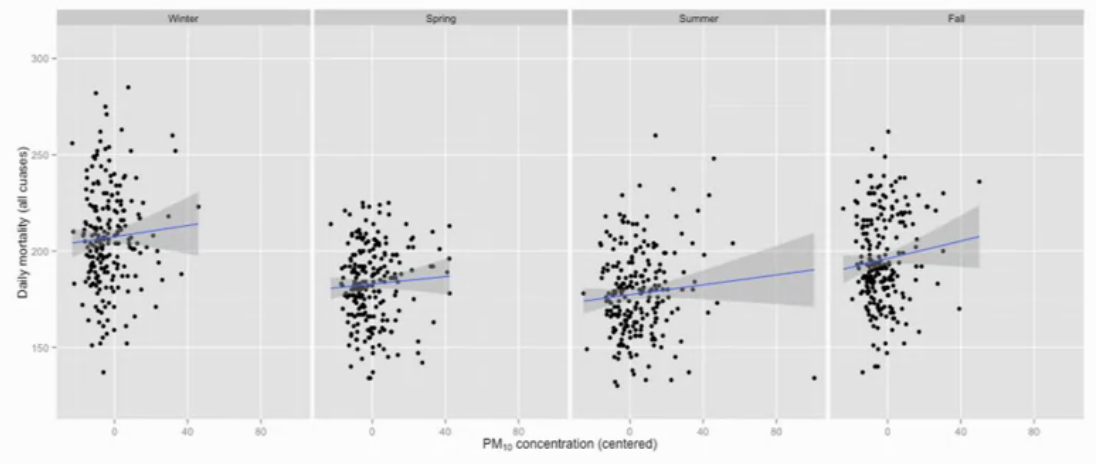 Winter Spring Summer Fall
300
250
200
150
Daily mortality (all cuases)
0 40 80 0 40 80 0 40 80 0 40 80
PM₁₀ concentration (centered)